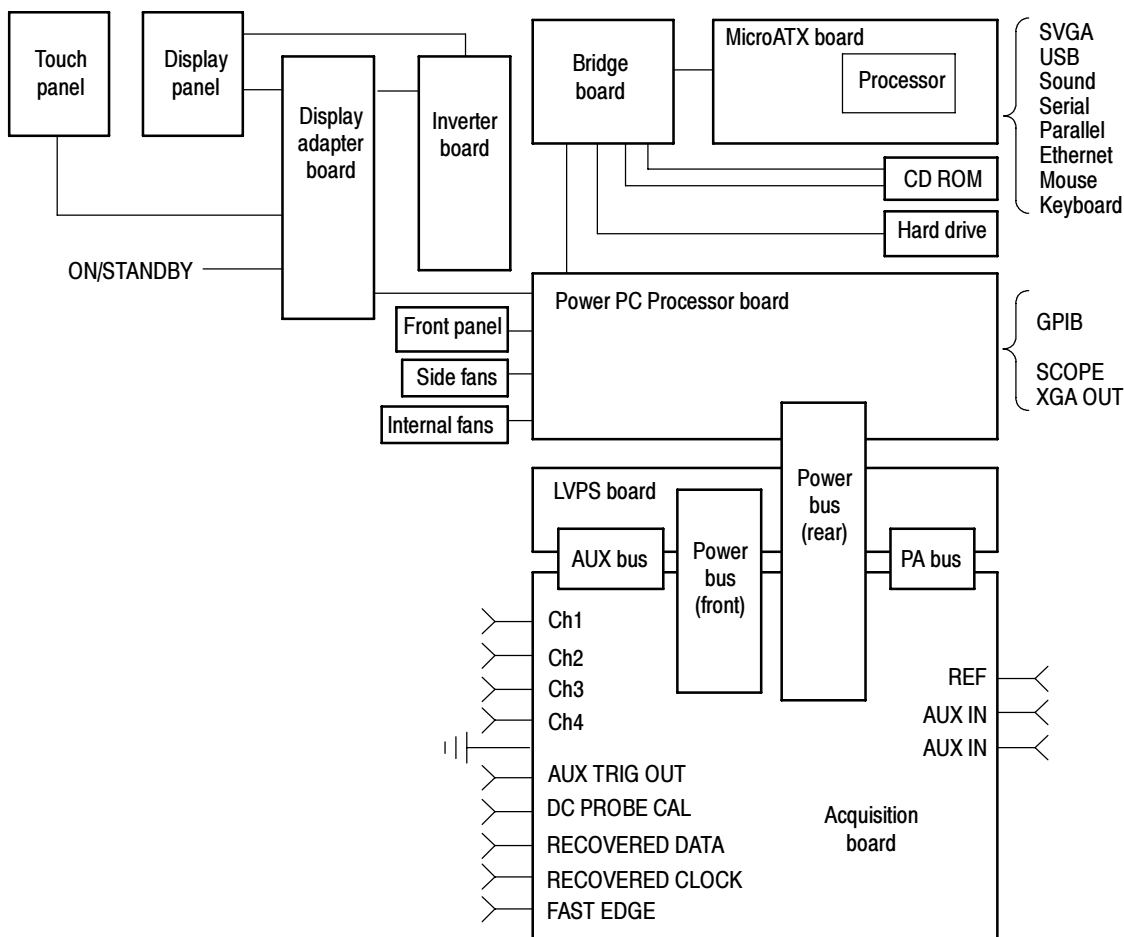 Touch
panel
Display
panel
Display
adapter
board
Inverter
board
Bridge
board
MicroATX board
Processor
SVGA
USB
Sound
Serial
Parallel
Ethernet
Mouse
Keyboard
CD ROM
Hard drive
ON/STANDBY
Power PC Processor board
GPIB
SCOPE
XGA OUT
Front panel
Side fans
Internal fans
LVPS board
Power
bus
(rear)
AUX bus
Power
bus
(front)
PA bus
Ch1
Ch2
Ch3
Ch4
AUX TRIG OUT
DC PROBE CAL
RECOVERED DATA
RECOVERED CLOCK
FAST EDGE
REF
AUX IN
AUX IN
Acquisition
board